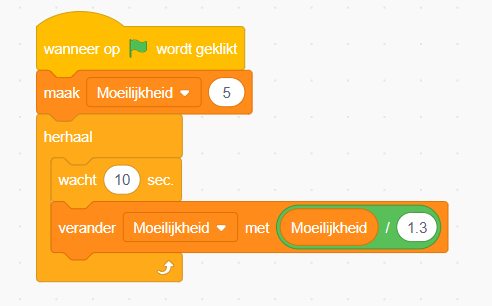 wanneer op wordt geklikt
maak Moeilijkheid 5
herhaal
wacht 10 sec.
verander Moeilijkheid met Moeilijkheid / 1.3